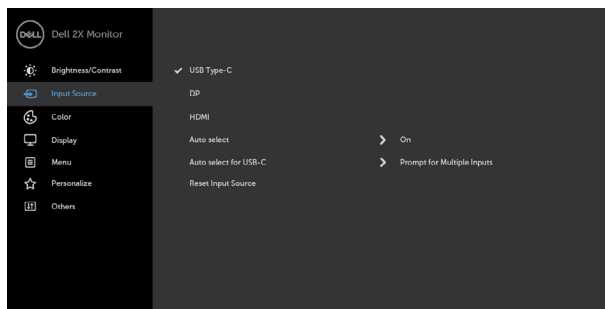 DELL
Dell 2X Monitor
Brightness/Contrast
Input Source
Color
Display
Menu
Personalize
Others
USB Type-C
DP
HDMI
Auto select
On
Auto select for USB-C
Prompt for Multiple Inputs
Reset Input Source